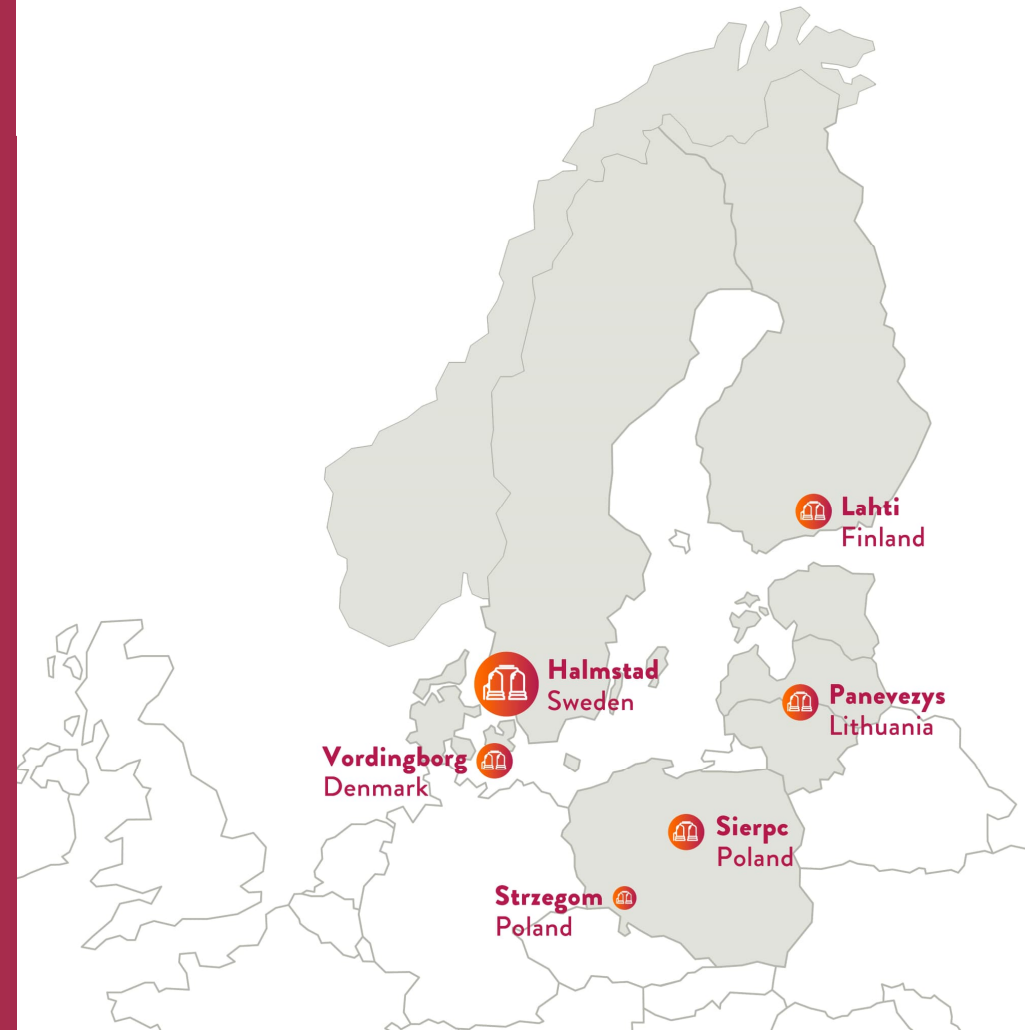 Lahti
Finland
Halmstad
Sweden
Panevezys
Lithuania
Vordingborg
Denmark
Sierpc
Poland
Strzegom
Poland